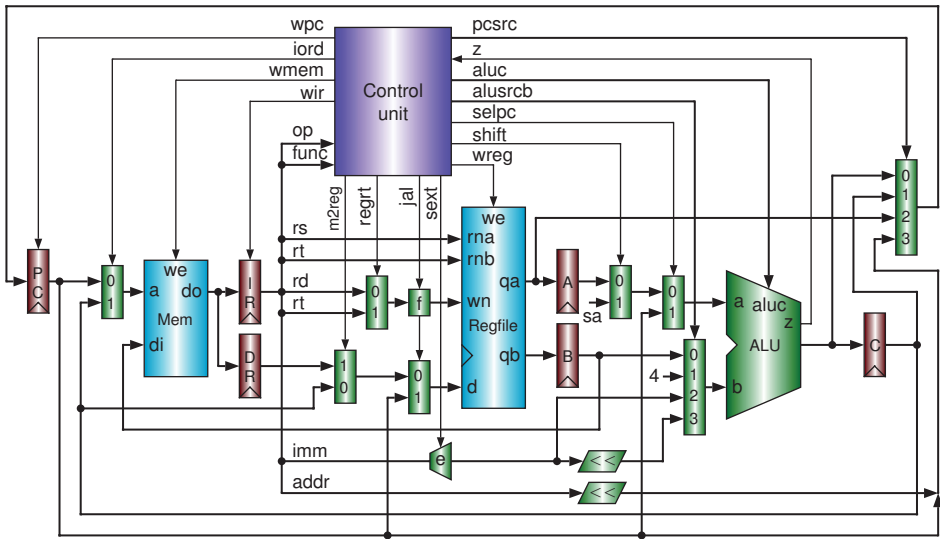 wpc
pcsrc
iord
z
wmem
aluc
wir
alusrcb
Control
unit
selpc
op
shift
func
wreg
m2reg
regrt
jal
sext
0
1
2
3
we
rs
rna
rt
rnb
P
C
0
1
we
a
do
Mem
di
I
R
rd
rt
0
1
f
wn
qa
Regfile
qb
d
A
0
1
sa
0
1
a
aluc
z
ALU
b
C
D
R
1
0
0
1
B
0
1
2
3
4
imm
e
<<
addr
<<